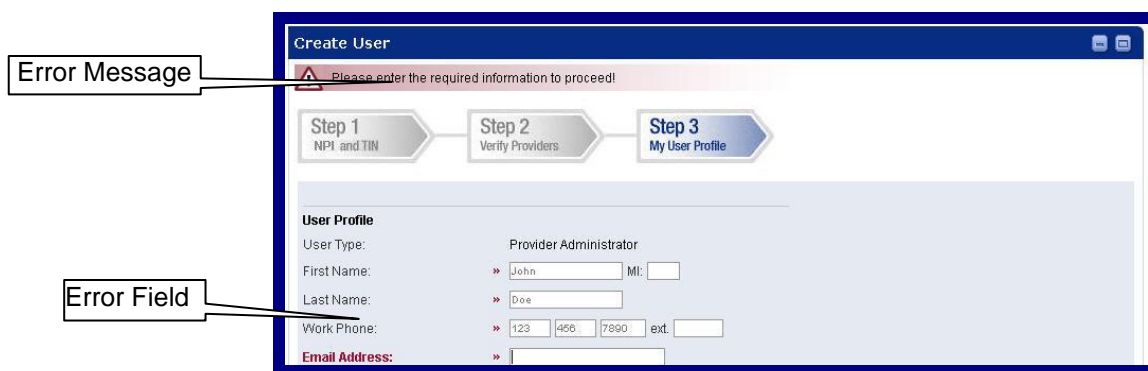 Create User
Error Message
Please enter the required information to proceed!
Step 1
NPI and TIN
Step 2
Verify Providers
Step 3
My User Profile
User Profile
User Type: Provider Administrator
First Name: » John MI:
Last Name: » Doe
Error Field
Work Phone: » 123 456 7890 ext.
Email Address: »